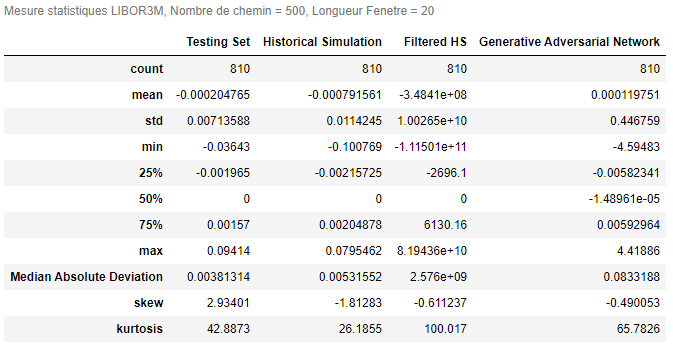 Mesure statistiques LIBOR3M, Nombre de chemin = 500, Longueur Fenetre = 20
Testing Set Historical Simulation Filtered HS Generative Adversarial Network
count 810 810 810 810
mean -0.000204765 -0.000791561 -3.4841e+08 0.000119751
std 0.00713588 0.0114245 1.00265e+10 0.446759
min -0.03643 -0.100769 -1.11501e+11 -4.59483
25% -0.001965 -0.00215725 -2696.1 -0.00582341
50% 0 0 0 -1.48961e-05
75% 0.00157 0.00204878 6130.16 0.00592964
max 0.09414 0.0795462 8.19436e+10 4.41886
Median Absolute Deviation 0.00381314 0.00531552 2.576e+09 0.0833188
skew 2.93401 -1.81283 -0.611237 -0.490053
kurtosis 42.8873 26.1855 100.017 65.7826